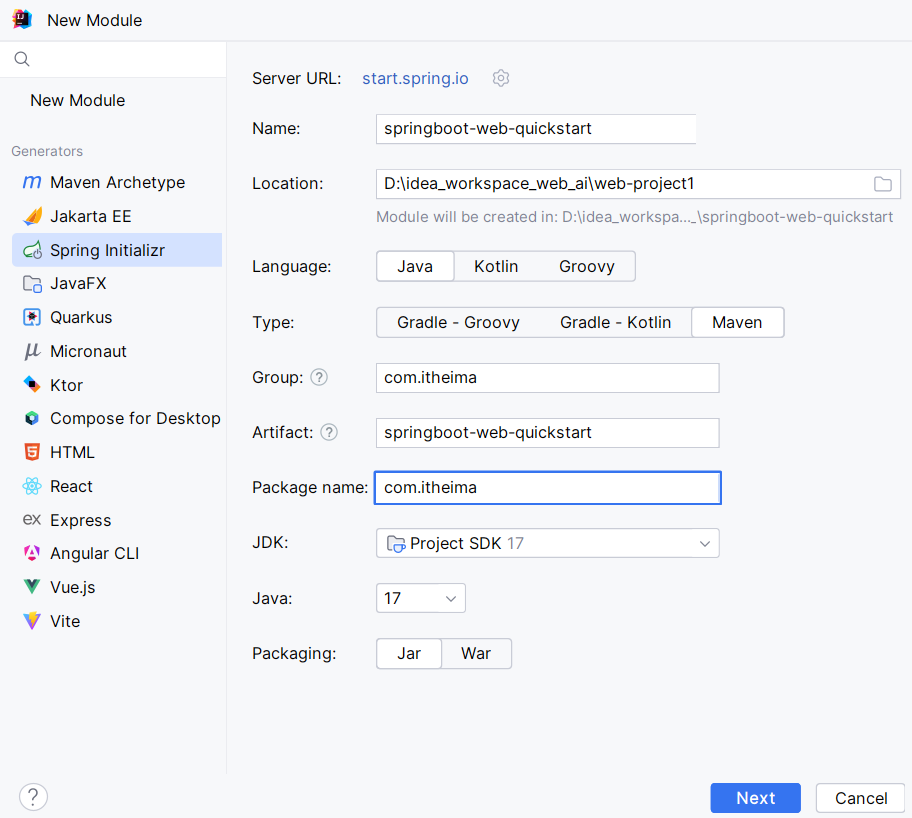 New Module
New Module
Generators
Maven Archetype
Jakarta EE
Spring Initializr
JavaFX
Quarkus
Micronaut
Ktor
Compose for Desktop
HTML
React
Express
Angular CLI
Vue.js
Vite
Server URL: start.spring.io
Name: springboot-web-quickstart
Location: D:\idea_workspace_web_ai\web-project1
Module will be created in: D:\idea_workspa..._\springboot-web-quickstart
Language: Java Kotlin Groovy
Type: Gradle - Groovy Gradle - Kotlin Maven
Group: ? com.itheima
Artifact: ? springboot-web-quickstart
Package name: com.itheima
JDK: Project SDK 17
Java: 17
Packaging: Jar War
? Next Cancel